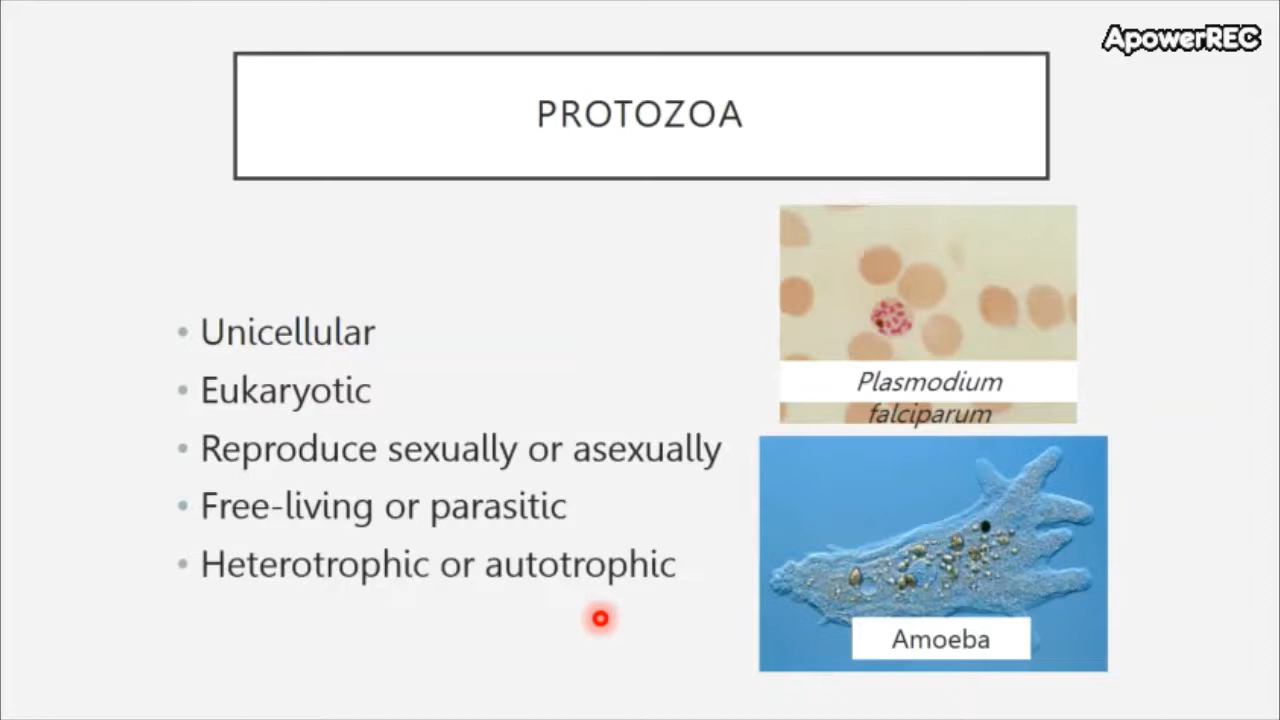 ApowerREC
PROTOZOA
• Unicellular
• Eukaryotic
• Reproduce sexually or asexually
• Free-living or parasitic
• Heterotrophic or autotrophic
Plasmodium
falciparum
Amoeba